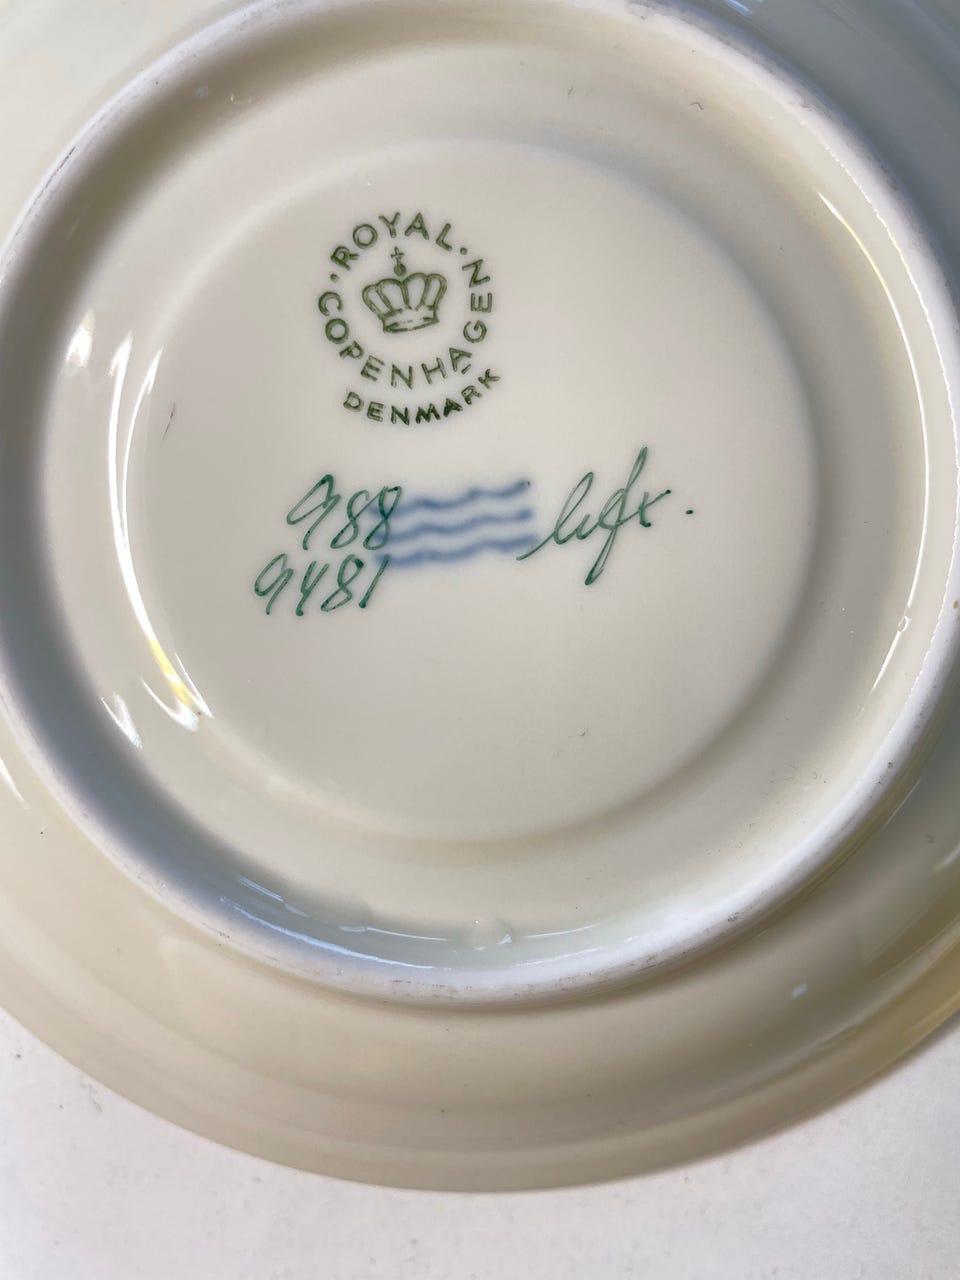 ROYAL · COPENHAGEN ·
DENMARK
988
9481